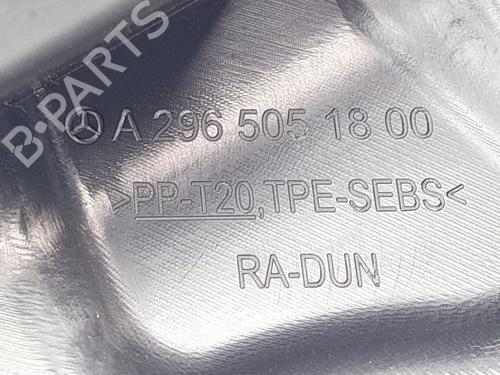 B-PARTS
A 296 505 18 00
>PP-T20,TPE-SEBS<
RA-DUN